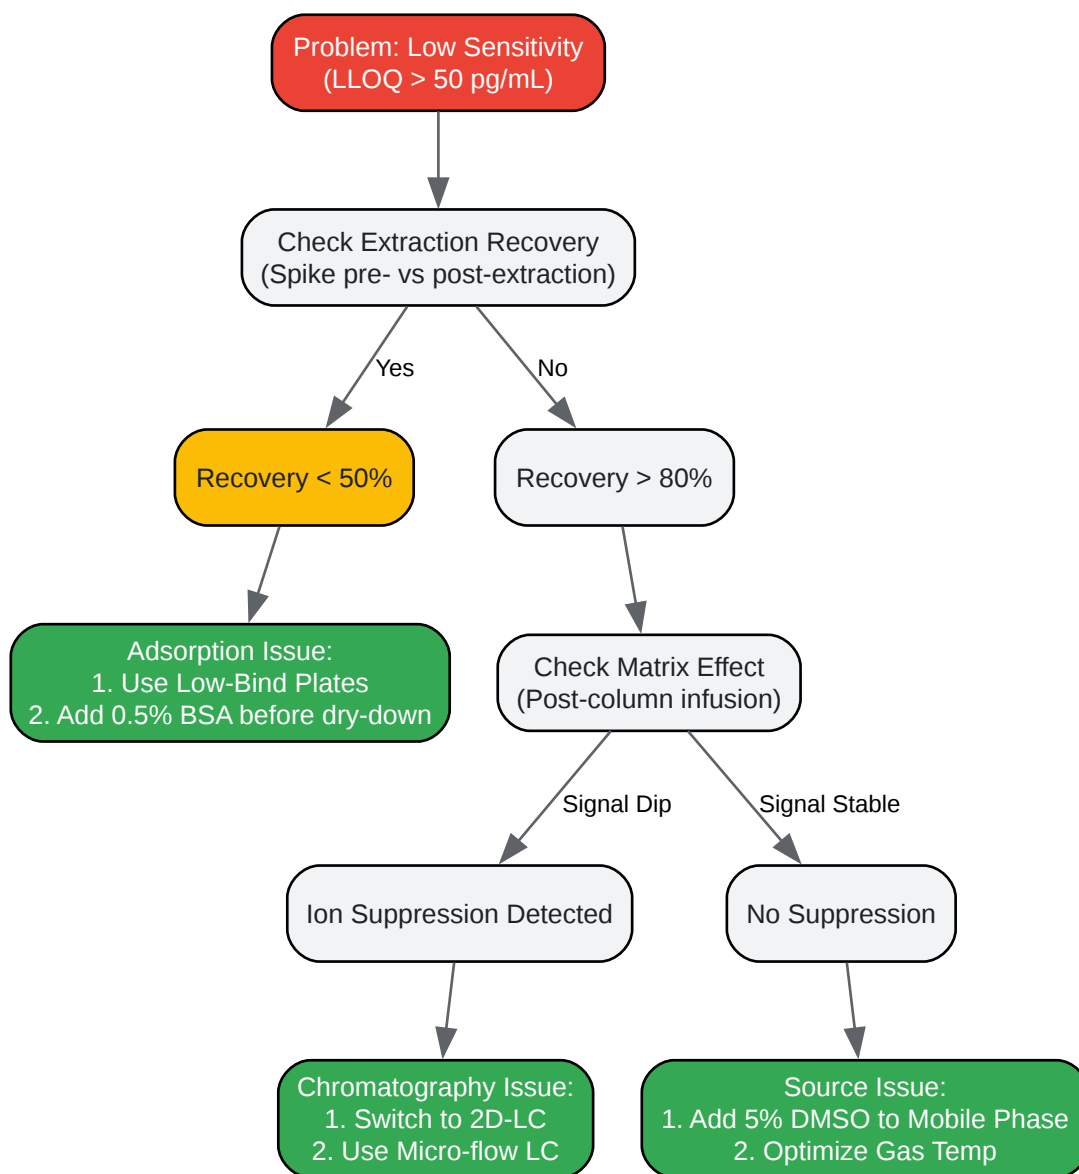 Problem: Low Sensitivity
(LLOQ > 50 pg/mL)
Check Extraction Recovery
(Spike pre- vs post-extraction)
Yes
No
Recovery < 50%
Recovery > 80%
Adsorption Issue:
1. Use Low-Bind Plates
2. Add 0.5% BSA before dry-down
Check Matrix Effect
(Post-column infusion)
Signal Dip
Signal Stable
Ion Suppression Detected
No Suppression
Chromatography Issue:
1. Switch to 2D-LC
2. Use Micro-flow LC
Source Issue:
1. Add 5% DMSO to Mobile Phase
2. Optimize Gas Temp